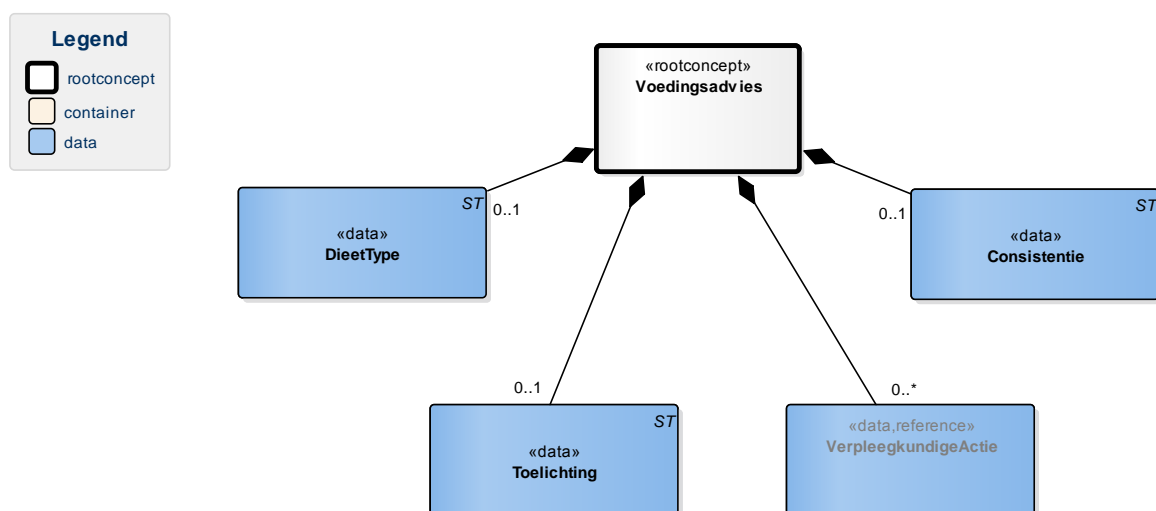 Legend
rootconcept
container
data
«rootconcept»
Voedingsadvies
ST
0..1
«data»
DieetType
0..1
ST
«data»
Consistentie
0..1
ST
«data»
Toelichting
0..*
«data,reference»
VerpleegkundigeActie